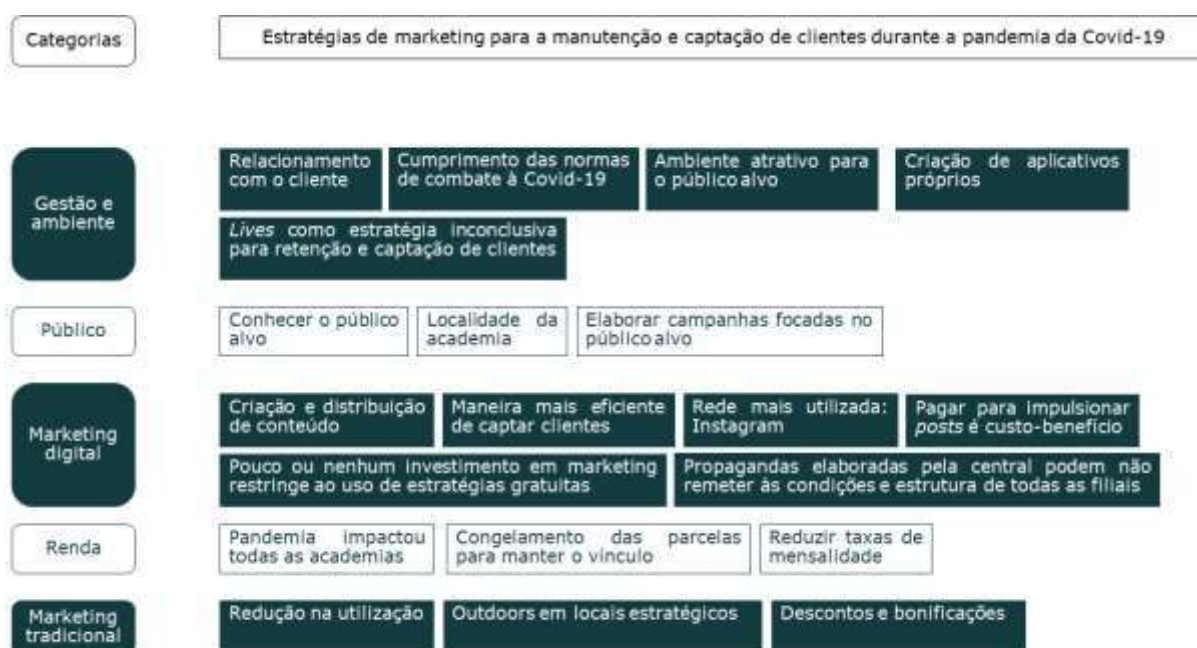 Categorias
Estratégias de marketing para a manutenção e captação de clientes durante a pandemia da Covid-19
Gestão e
ambiente
Relacionamento
com o cliente
Cumprimento das normas
de combate à Covid-19
Ambiente atrativo para
o público alvo
Criação de aplicativos
próprios
Lives como estratégia inconclusiva
para retenção e captação de clientes
Público
Conhecer o público
alvo
Localidade da
academia
Elaborar campanhas focadas no
público alvo
Marketing
digital
Criação e distribuição
de conteúdo
Maneira mais eficiente
de captar clientes
Rede mais utilizada:
Instagram
Pagar para impulsionar
posts é custo-benefício
Pouco ou nenhum investimento em marketing
restringe ao uso de estratégias gratuitas
Propagandas elaboradas pela central podem não
remeter às condições e estrutura de todas as filiais
Renda
Pandemia impactou
todas as academias
Congelamento das parcelas
para manter o vínculo
Reduzir taxas de
mensalidade
Marketing
tradicional
Redução na utilização
Outdoors em locais estratégicos
Descontos e bonificações